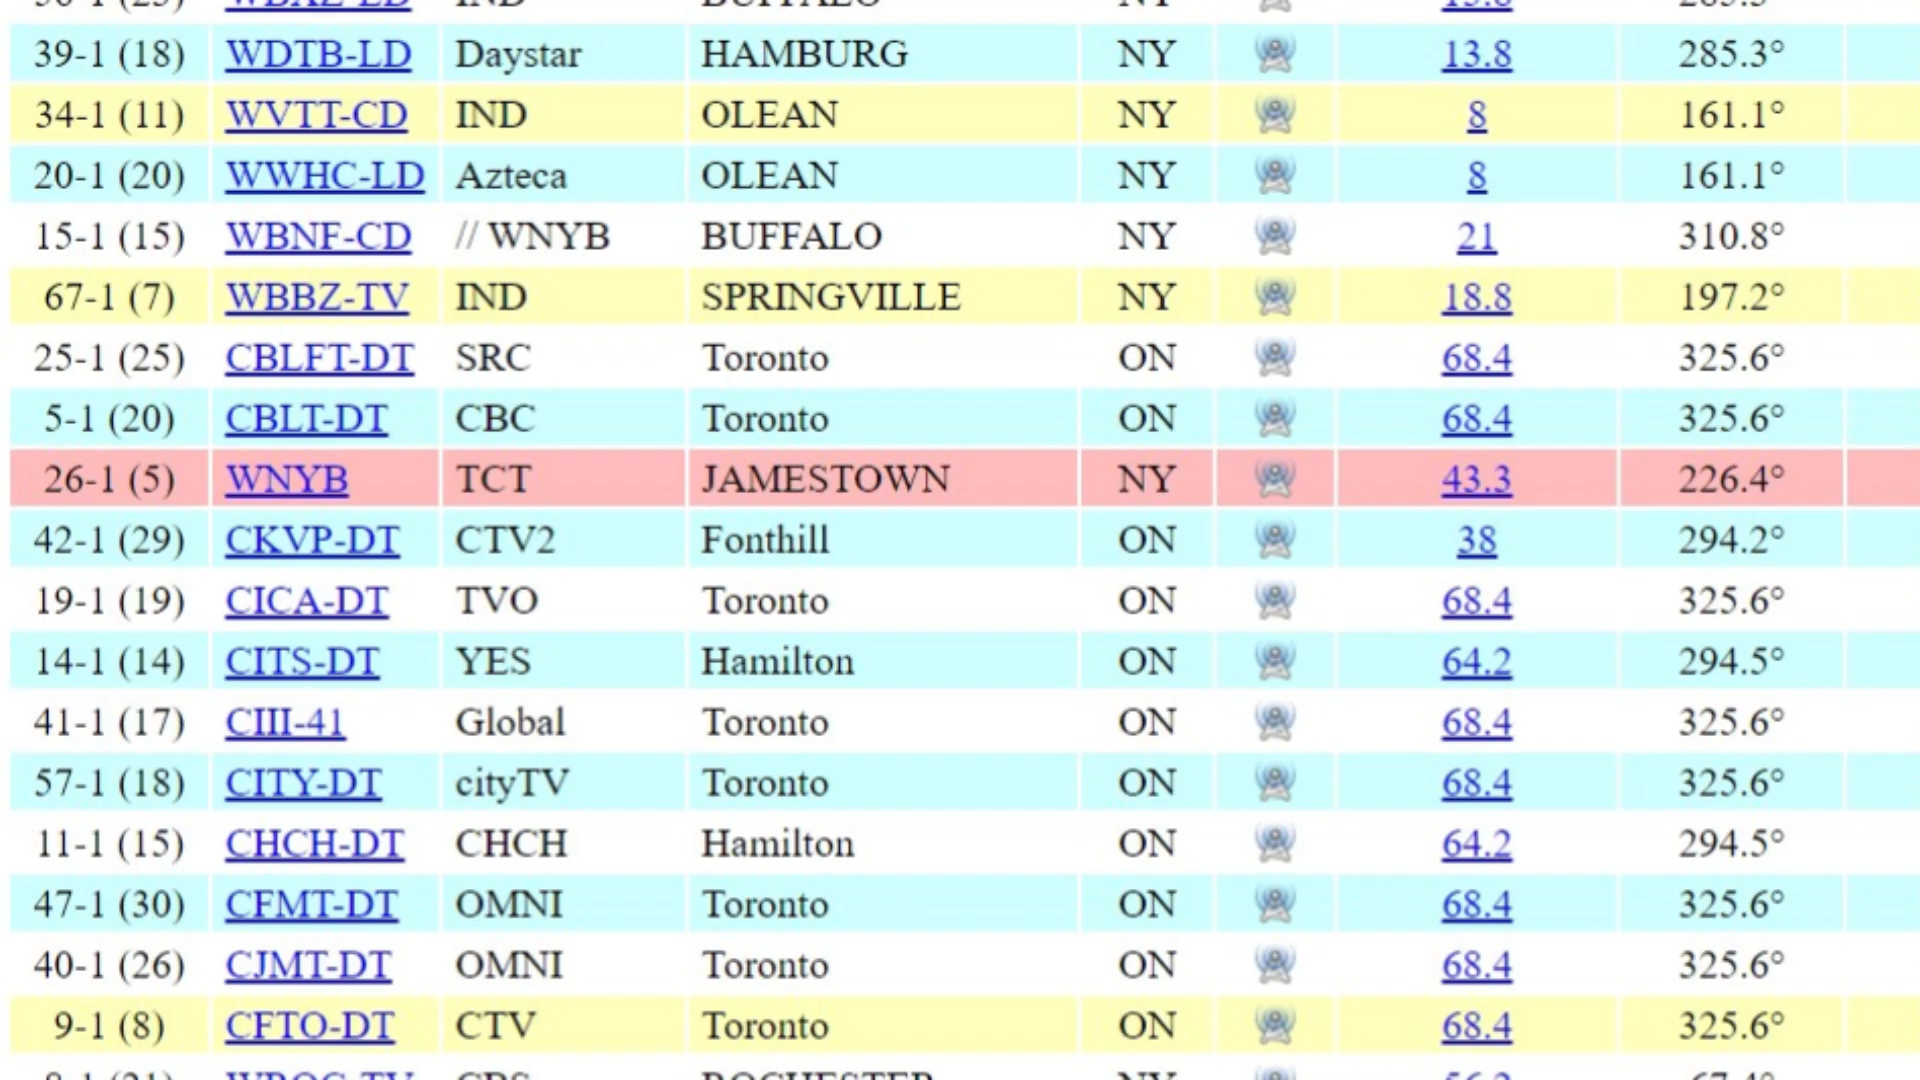 39-1 (18) WDTB-LD Daystar HAMBURG NY 13.8 285.3°
34-1 (11) WVTT-CD IND OLEAN NY 8 161.1°
20-1 (20) WWHC-LD Azteca OLEAN NY 8 161.1°
15-1 (15) WBNF-CD // WNYB BUFFALO NY 21 310.8°
67-1 (7) WBBZ-TV IND SPRINGVILLE NY 18.8 197.2°
25-1 (25) CBLFT-DT SRC Toronto ON 68.4 325.6°
5-1 (20) CBLT-DT CBC Toronto ON 68.4 325.6°
26-1 (5) WNYB TCT JAMESTOWN NY 43.3 226.4°
42-1 (29) CKVP-DT CTV2 Fonthill ON 38 294.2°
19-1 (19) CICA-DT TVO Toronto ON 68.4 325.6°
14-1 (14) CITS-DT YES Hamilton ON 64.2 294.5°
41-1 (17) CIII-41 Global Toronto ON 68.4 325.6°
57-1 (18) CITY-DT cityTV Toronto ON 68.4 325.6°
11-1 (15) CHCH-DT CHCH Hamilton ON 64.2 294.5°
47-1 (30) CFMT-DT OMNI Toronto ON 68.4 325.6°
40-1 (26) CJMT-DT OMNI Toronto ON 68.4 325.6°
9-1 (8) CFTO-DT CTV Toronto ON 68.4 325.6°